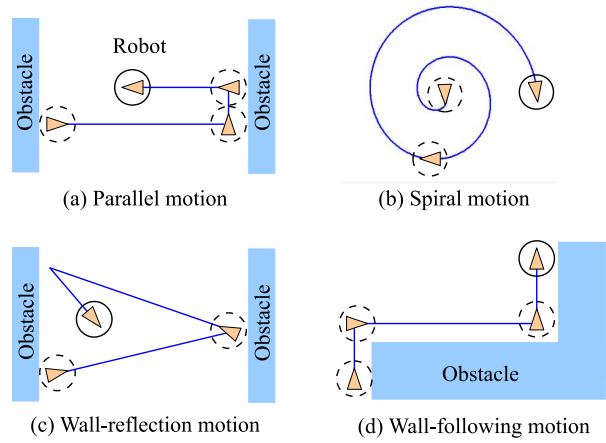 Obstacle
Robot
Obstacle
(a) Parallel motion
(b) Spiral motion
Obstacle
Obstacle
(c) Wall-reflection motion
Obstacle
(d) Wall-following motion